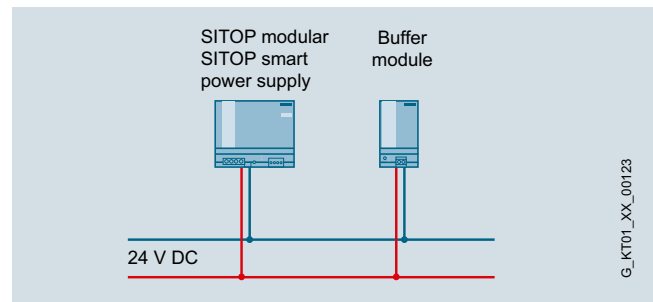 SITOP modular
SITOP smart
power supply
Buffer
module
24 V DC
G_KT01_XX_00123